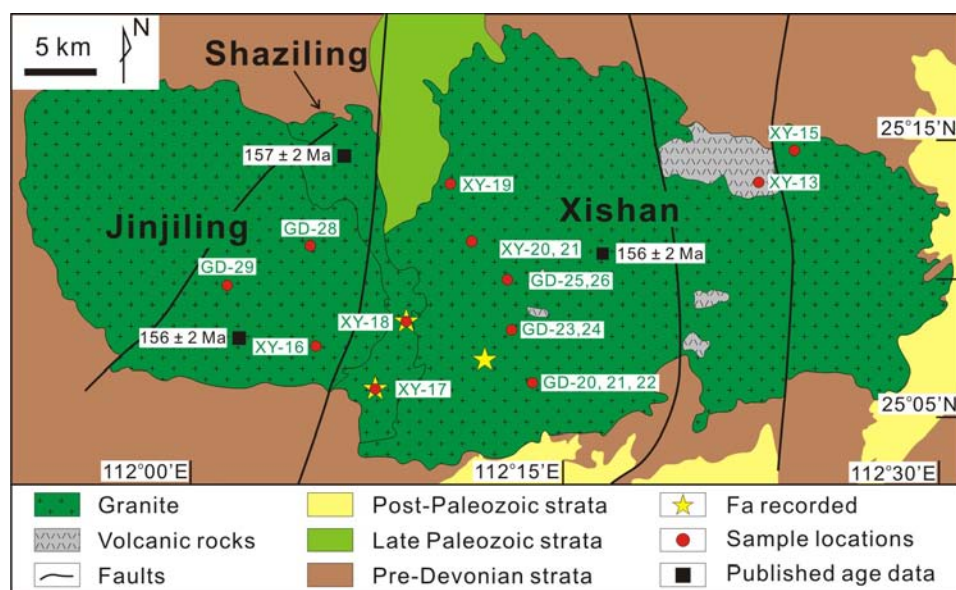 5 km
N
Shaziling
25°15'N
XY-15
157 ± 2 Ma
XY-19
XY-13
Jinjiling
GD-28
Xishan
XY-20, 21
156 ± 2 Ma
GD-29
GD-25,26
XY-18
GD-23,24
156 ± 2 Ma
XY-16
XY-17
GD-20, 21, 22
25°05'N
112°00'E
112°15'E
112°30'E
Granite
Post-Paleozoic strata
Fa recorded
Volcanic rocks
Late Paleozoic strata
Sample locations
Faults
Pre-Devonian strata
Published age data